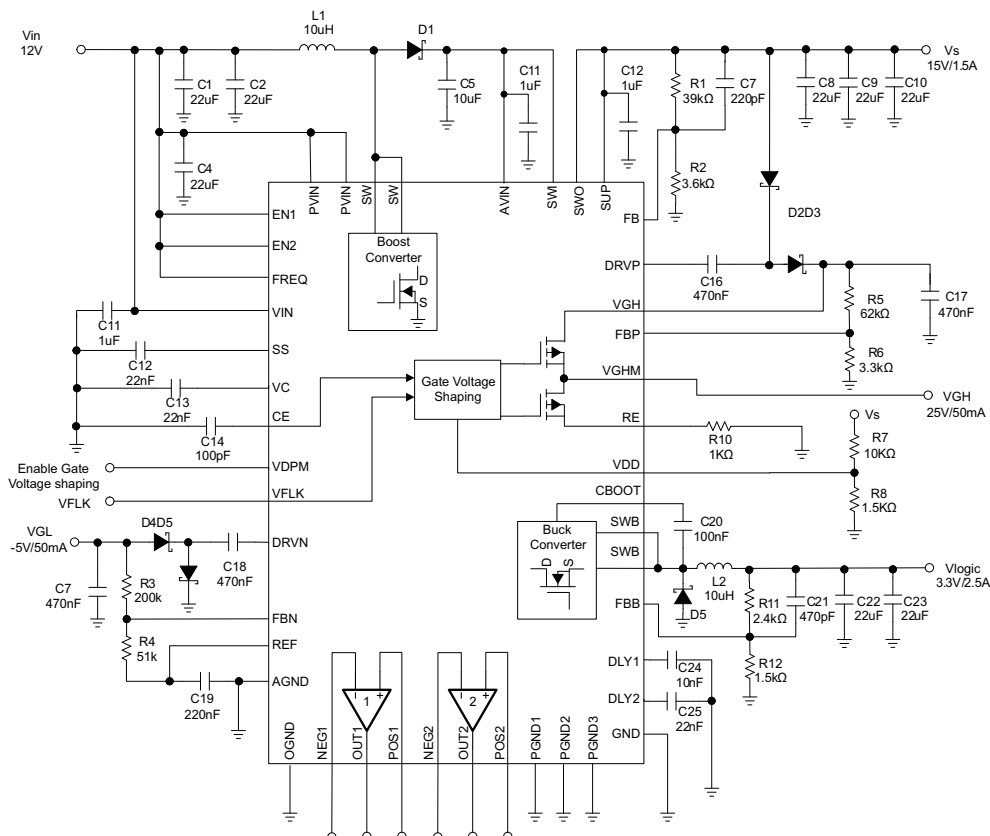 Vin
12V
L1
10uH
D1
C1
22uF
C2
22uF
C4
22uF
C5
10uF
C11
1uF
C12
1uF
R1
39kΩ
C7
220pF
R2
3.6kΩ
C8
22uF
C9
22uF
C10
22uF
Vs
15V/1.5A
D2D3
PVIN
PVIN
SW
SW
AVIN
SWI
SWO
SUP
FB
EN1
EN2
FREQ
VIN
SS
VC
CE
VDPM
VFLK
DRVN
FBN
REF
AGND
Boost
Converter
D
S
Gate Voltage
Shaping
DRVP
VGH
FBP
VGHM
RE
VDD
CBOOT
SWB
SWB
FBB
DLY1
DLY2
GND
Buck
Converter
D
S
C16
470nF
R5
62kΩ
C17
470nF
R6
3.3kΩ
VGH
25V/50mA
R10
1KΩ
Vs
R7
10KΩ
R8
1.5KΩ
C20
100nF
L2
10uH
D5
R11
2.4kΩ
C21
470pF
C22
22uF
C23
22uF
Vlogic
3.3V/2.5A
R12
1.5kΩ
C24
10nF
C25
22nF
C11
1uF
C12
22nF
C13
22nF
C14
100pF
Enable Gate
Voltage shaping
VFLK
VGL
-5V/50mA
D4D5
C18
470nF
C7
470nF
R3
200k
R4
51k
C19
220nF
1
2
- +
- +
OGND
NEG1
OUT1
POS1
NEG2
OUT2
POS2
PGND1
PGND2
PGND3